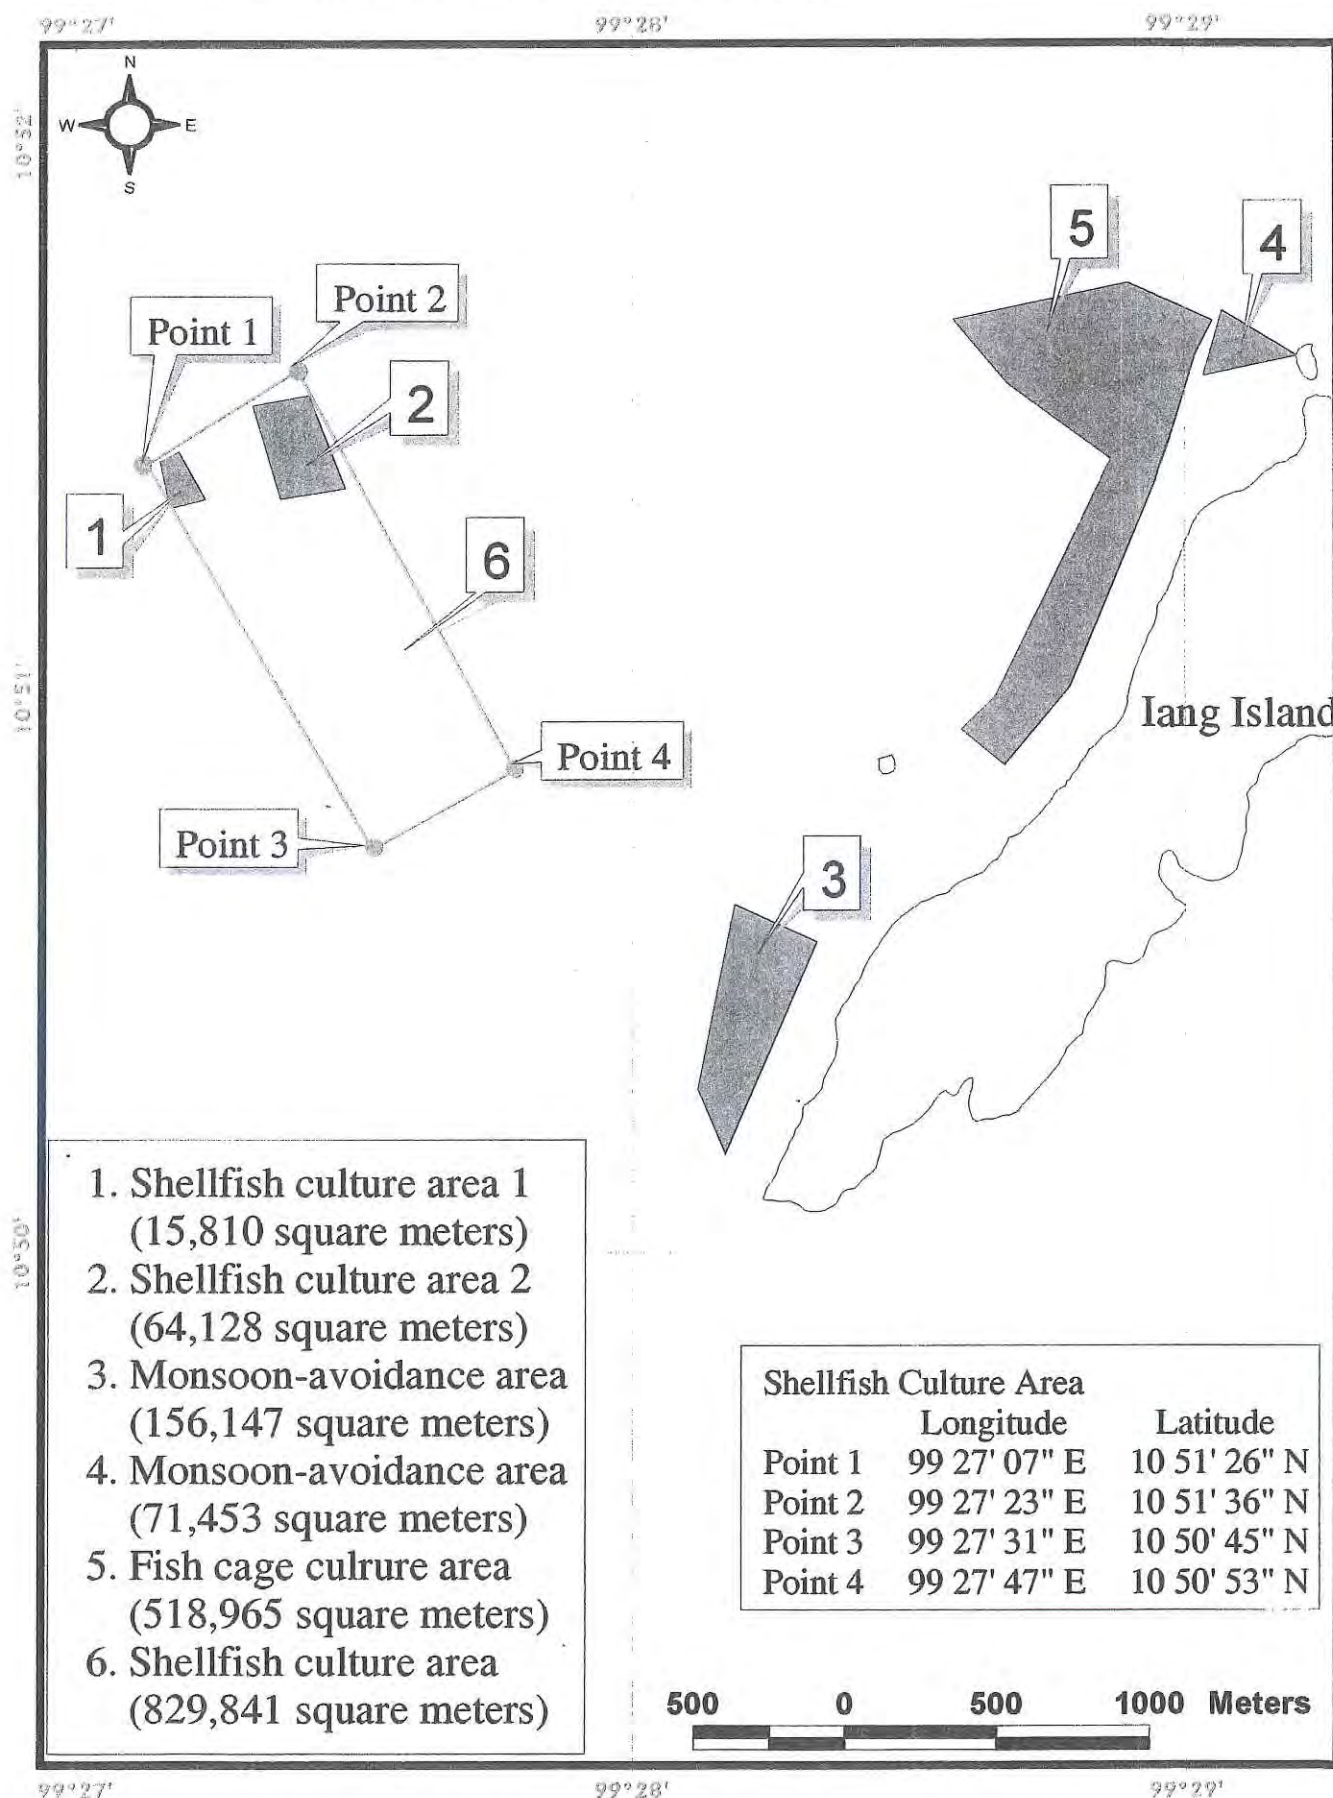 99°27'
99°28'
99°29'
N
W E
S
10°52'
5
4
Point 2
Point 1
2
1
6
10°51'
Iang Island
Point 4
Point 3
3
1. Shellfish culture area 1
(15,810 square meters)
2. Shellfish culture area 2
(64,128 square meters)
3. Monsoon-avoidance area
(156,147 square meters)
4. Monsoon-avoidance area
(71,453 square meters)
5. Fish cage culrure area
(518,965 square meters)
6. Shellfish culture area
(829,841 square meters)
10°50'
Shellfish Culture Area
Longitude Latitude
Point 1 99 27' 07" E 10 51' 26" N
Point 2 99 27' 23" E 10 51' 36" N
Point 3 99 27' 31" E 10 50' 45" N
Point 4 99 27' 47" E 10 50' 53" N
500 0 500 1000 Meters
99°27'
99°28'
99°29'